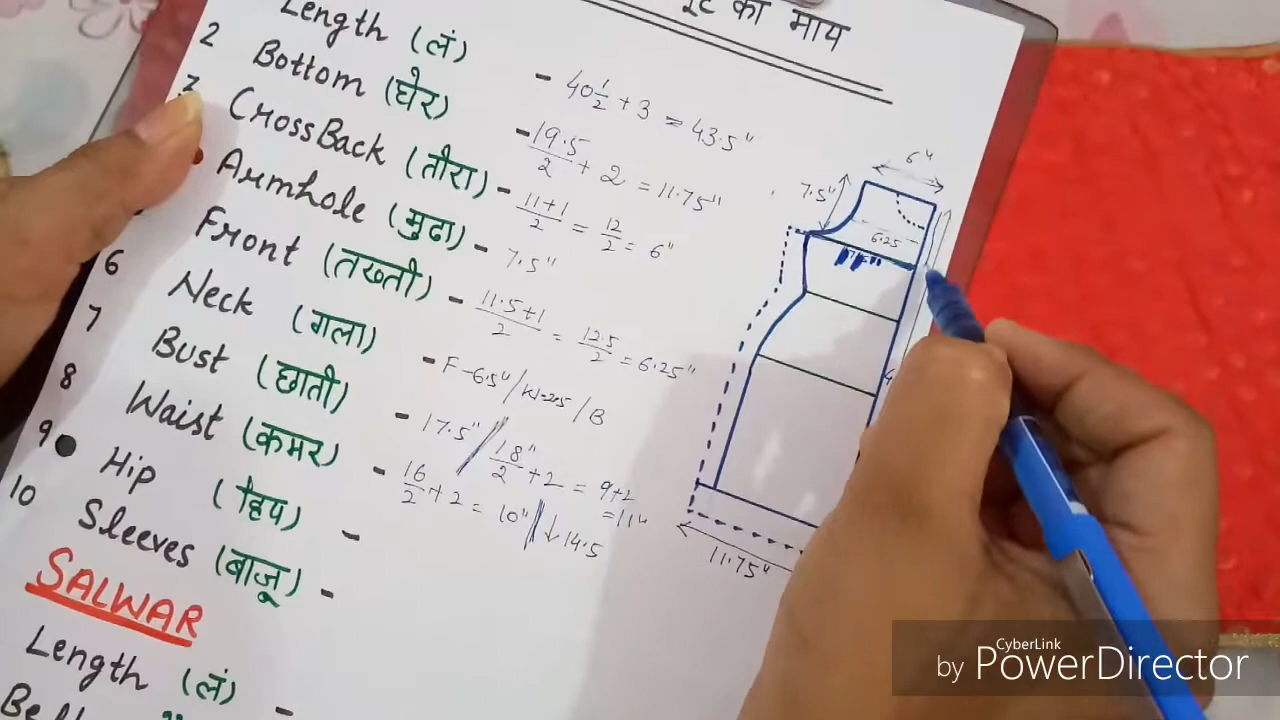 सूट का माप
Length (लं) - 40 1/2 + 3 = 43.5"
2 Bottom (घेर) - 19.5/2 + 2 = 11.75"
3 CrossBack (तीरा) - 11+1/2 = 12/2 = 6"
Armhole (मुढा) - 7.5"
Front (तख्ती) - 11.5+1/2 = 12.5/2 = 6.25"
6 Neck (गला) - F-6.5"/ /B
7 Bust (छाती) - 17.5" / 18"/2 + 2 = 9+2 = 11"
8 Waist (कमर) - 16/2 + 2 = 10" ↓ 14.5
9 Hip (हिप) -
10 Sleeves (बाजू) -
SALWAR
Length (लं) -
6"
7.5"
6.25
11.75"
CyberLink
by PowerDirector